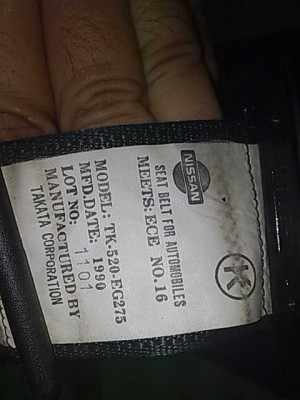 NISSAN
SEAT BELT FOR AUTOMOBILES
MEETS:ECE NO.16
K
MODEL: TK-520-EG275
MFD.DATE: 1990
LOT NO: 1101
MANUFACTURED BY
TAKATA CORPORATION